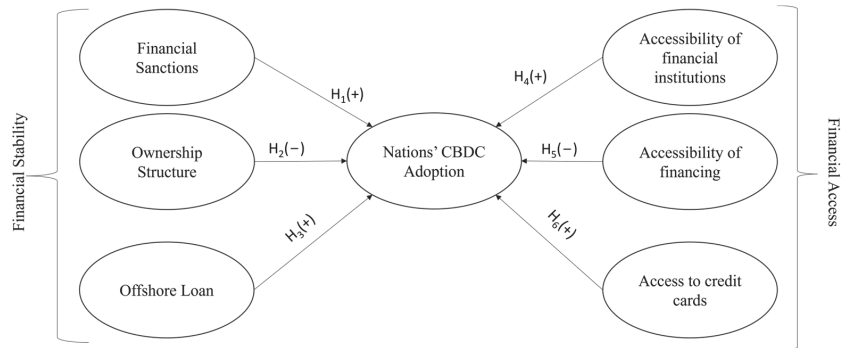 Financial Stability
Financial
Sanctions
H1(+)
Ownership
Structure
H2(−)
Offshore Loan
H3(+)
Nations' CBDC
Adoption
Accessibility of
financial
institutions
H4(+)
Accessibility of
financing
H5(−)
Access to credit
cards
H6(+)
Financial Access